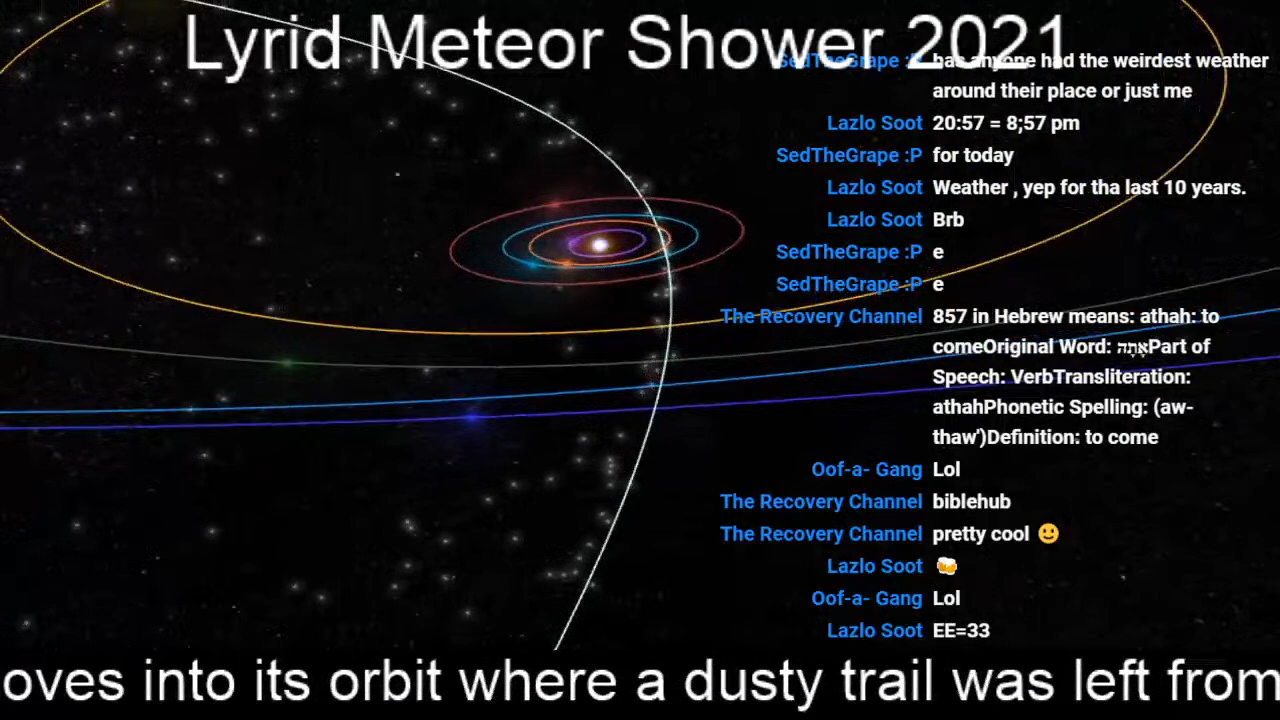 Lyrid Meteor Shower 2021
SedTheGrape :P has anyone had the weirdest weather
around their place or just me
Lazlo Soot 20:57 = 8;57 pm
SedTheGrape :P for today
Lazlo Soot Weather , yep for tha last 10 years.
Lazlo Soot Brb
SedTheGrape :P e
SedTheGrape :P e
The Recovery Channel 857 in Hebrew means: athah: to
comeOriginal Word: אָתָהPart of
Speech: VerbTransliteration:
athahPhonetic Spelling: (aw-
thaw')Definition: to come
Oof-a- Gang Lol
The Recovery Channel biblehub
The Recovery Channel pretty cool 🙂
Lazlo Soot 🍻
Oof-a- Gang Lol
Lazlo Soot EE=33
oves into its orbit where a dusty trail was left from